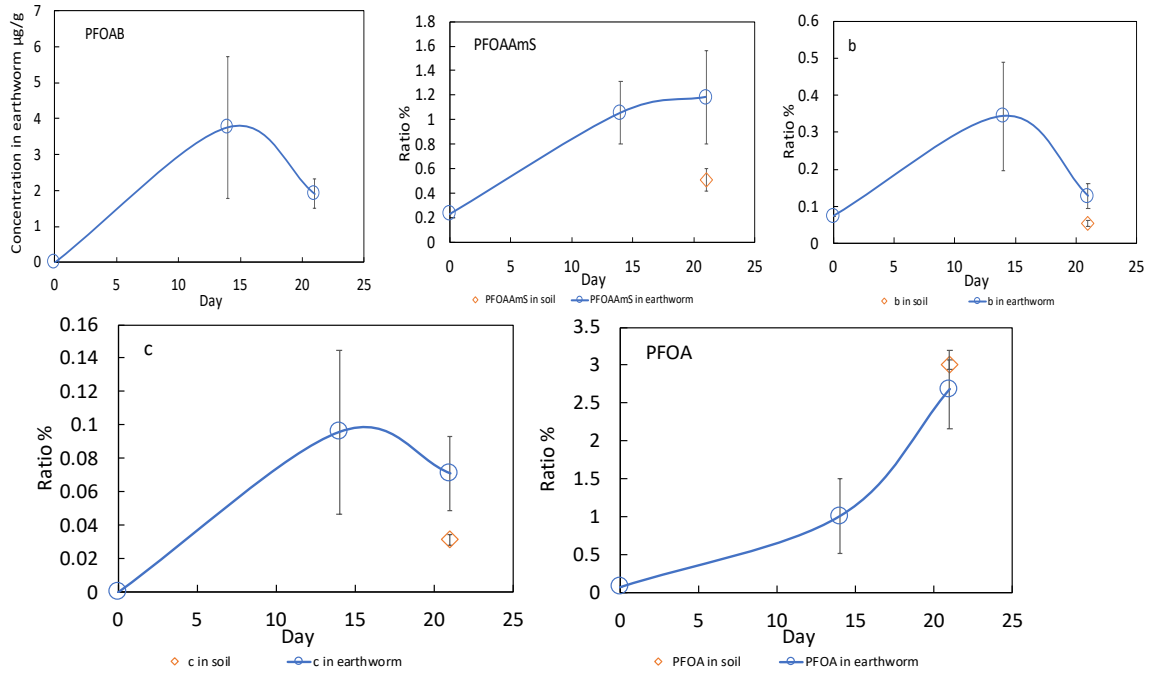 PFOAB
Concentration in earthworm µg/g
7
6
5
4
3
2
1
0
0 5 10 15 20 25
Day
PFOAAmS
Ratio %
1.8
1.6
1.4
1.2
1
0.8
0.6
0.4
0.2
0
0 5 10 15 20 25
Day
PFOAAmS in soil PFOAAmS in earthworm
b
Ratio %
0.6
0.5
0.4
0.3
0.2
0.1
0
0 5 10 15 20 25
Day
b in soil b in earthworm
c
Ratio %
0.16
0.14
0.12
0.1
0.08
0.06
0.04
0.02
0
0 5 10 15 20 25
Day
c in soil c in earthworm
PFOA
Ratio %
3.5
3
2.5
2
1.5
1
0.5
0
0 5 10 15 20 25
Day
PFOA in soil PFOA in earthworm